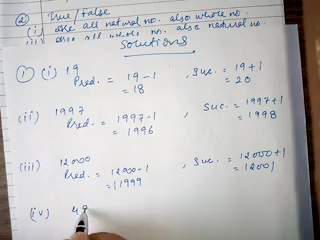 ② True/False
(i) Are all natural no. also whole no.
(ii) Are all whole no. also natural no.
Solutions
① (i) 19
Pred. = 19-1 , Suc. = 19+1
= 18 = 20
(ii) 1997
Pred. = 1997-1 , Suc. = 1997+1
= 1996 = 1998
(iii) 12000
Pred. = 12000-1 , Suc. = 12000+1
= 11999 = 12001
(iv) 49